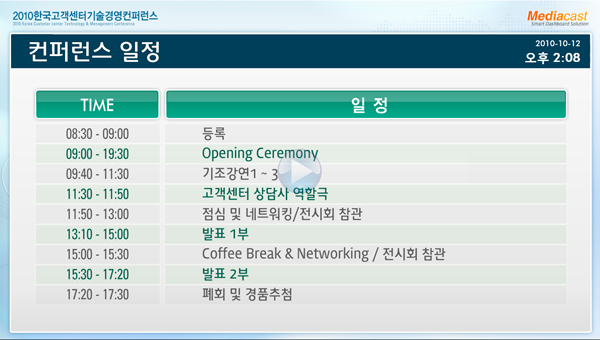 2010한국고객센터기술경영컨퍼런스
2010 Korea Customer center Technology & Management Conference
Mediacast
Smart Dashboard Solution
컨퍼런스 일정
2010-10-12
오후 2:08
TIME 일 정
08:30 - 09:00 등록
09:00 - 19:30 Opening Ceremony
09:40 - 11:30 기조강연1 ~ 3
11:30 - 11:50 고객센터 상담사 역할극
11:50 - 13:00 점심 및 네트워킹/전시회 참관
13:10 - 15:00 발표 1부
15:00 - 15:30 Coffee Break & Networking / 전시회 참관
15:30 - 17:20 발표 2부
17:20 - 17:30 폐회 및 경품추첨